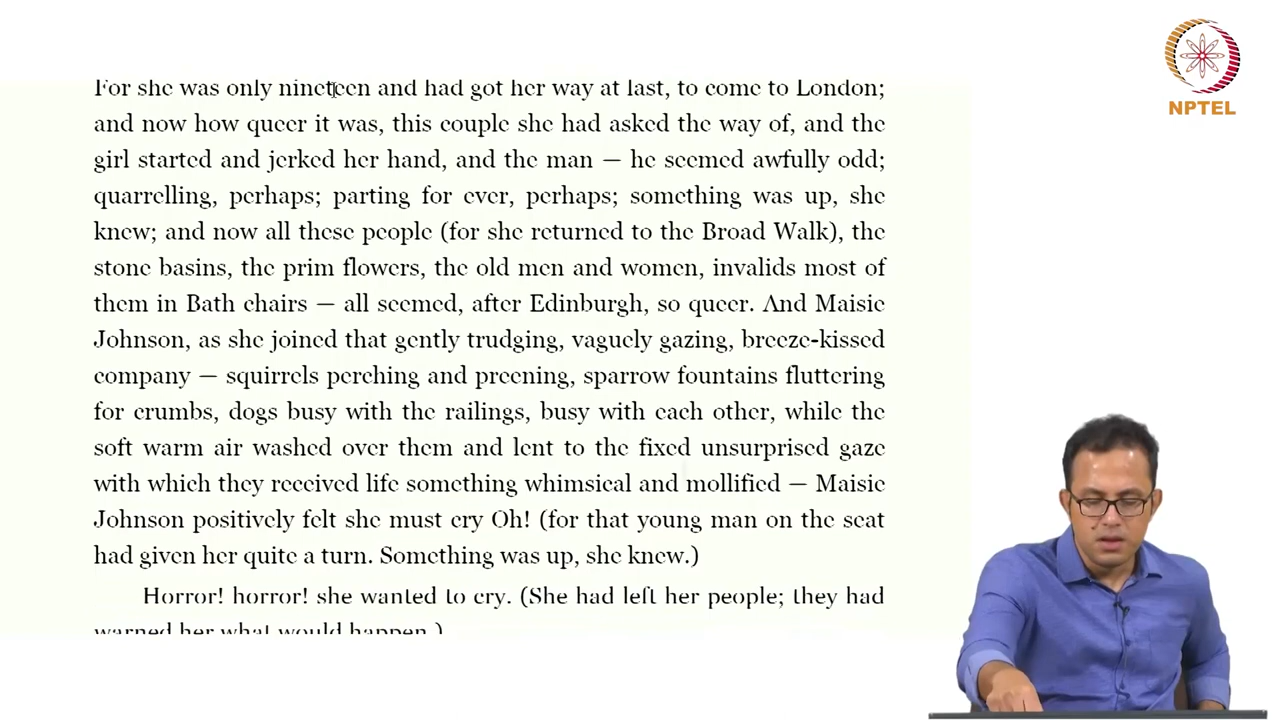 For she was only nineteen and had got her way at last, to come to London;
and now how queer it was, this couple she had asked the way of, and the
girl started and jerked her hand, and the man — he seemed awfully odd;
quarrelling, perhaps; parting for ever, perhaps; something was up, she
knew; and now all these people (for she returned to the Broad Walk), the
stone basins, the prim flowers, the old men and women, invalids most of
them in Bath chairs — all seemed, after Edinburgh, so queer. And Maisie
Johnson, as she joined that gently trudging, vaguely gazing, breeze-kissed
company — squirrels perching and preening, sparrow fountains fluttering
for crumbs, dogs busy with the railings, busy with each other, while the
soft warm air washed over them and lent to the fixed unsurprised gaze
with which they received life something whimsical and mollified — Maisie
Johnson positively felt she must cry Oh! (for that young man on the seat
had given her quite a turn. Something was up, she knew.)
Horror! horror! she wanted to cry. (She had left her people; they had
warned her what would happen.)
NPTEL